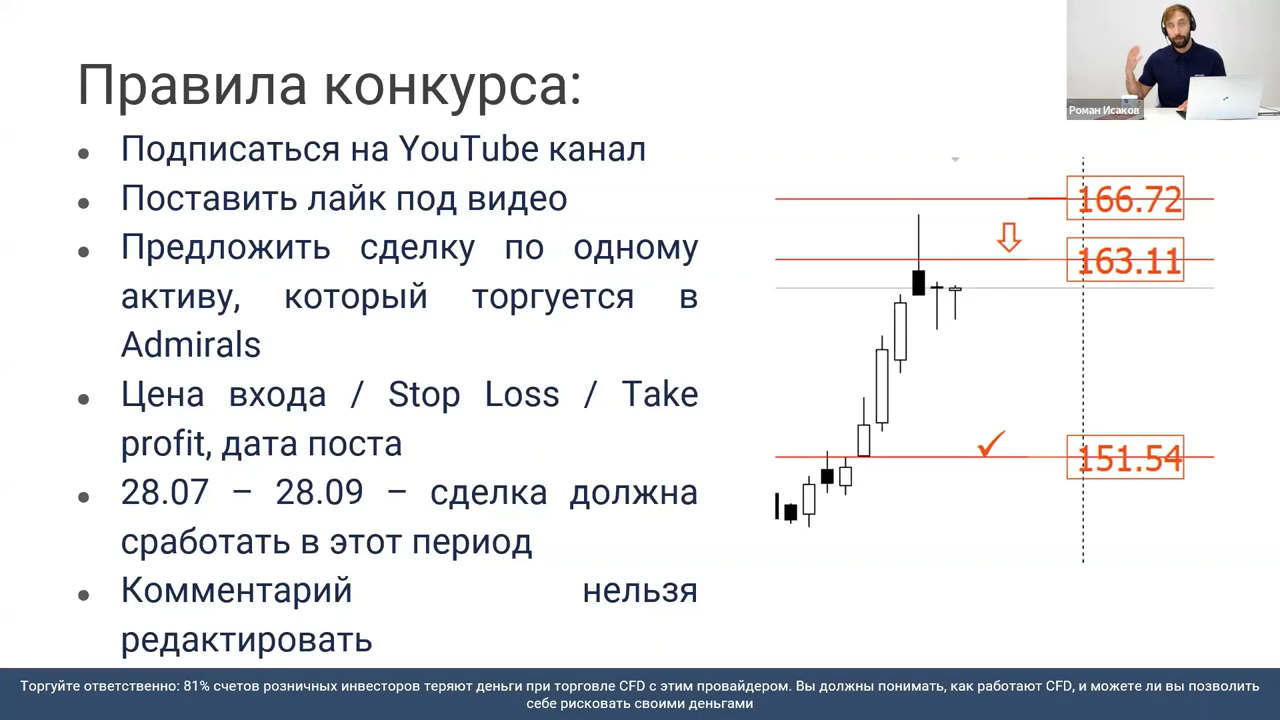 Правила конкурса:
Подписаться на YouTube канал
Поставить лайк под видео
Предложить сделку по одному
активу, который торгуется в
Admirals
Цена входа / Stop Loss / Take
profit, дата поста
28.07 – 28.09 – сделка должна
сработать в этот период
Комментарий нельзя
редактировать
Роман Исаков
166.72
163.11
151.54
Торгуйте ответственно: 81% счетов розничных инвесторов теряют деньги при торговле CFD с этим провайдером. Вы должны понимать, как работают CFD, и можете ли вы позволить
себе рисковать своими деньгами